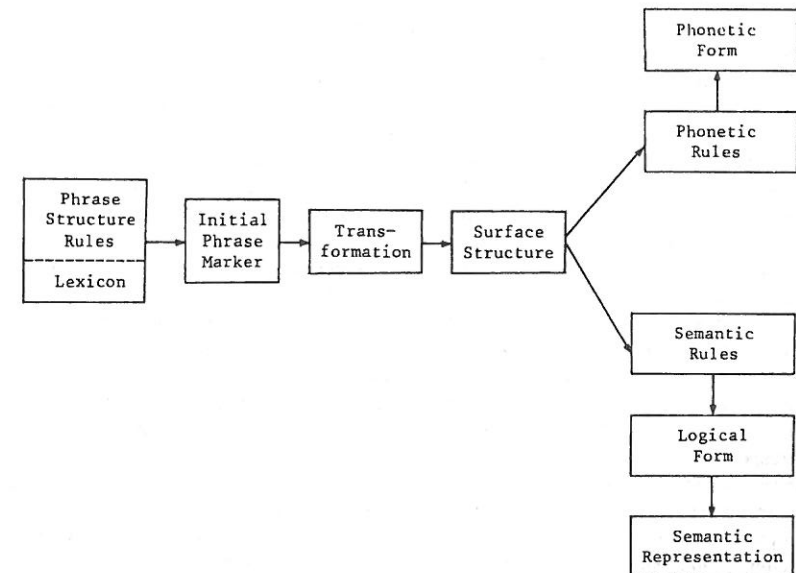 Phonetic
Form
Phonetic
Rules
Phrase
Structure
Rules
Lexicon
Initial
Phrase
Marker
Trans-
formation
Surface
Structure
Semantic
Rules
Logical
Form
Semantic
Representation